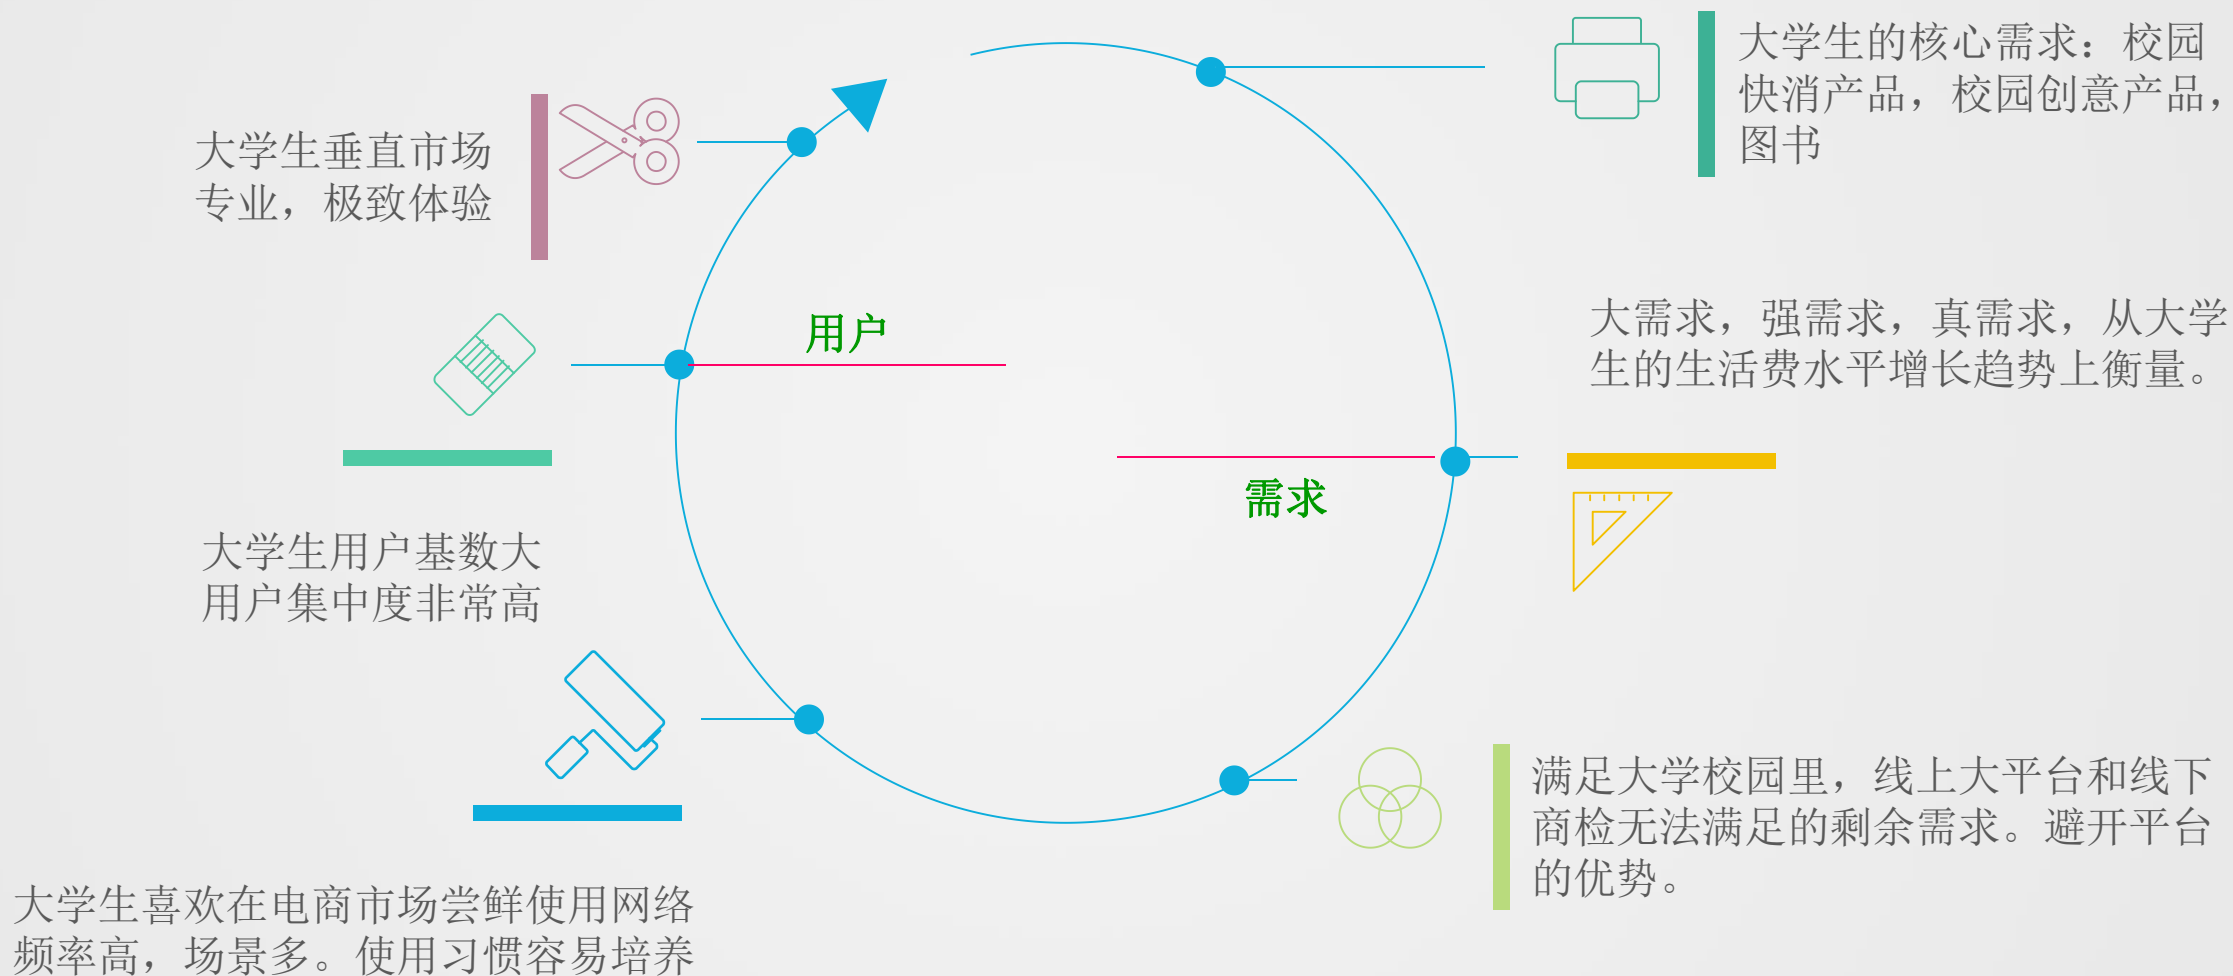 大学生垂直市场
专业，极致体验
用户
大学生用户基数大
用户集中度非常高
大学生喜欢在电商市场尝鲜使用网络
频率高，场景多。使用习惯容易培养
大学生的核心需求：校园
快消产品，校园创意产品，
图书
大需求，强需求，真需求，从大学
生的生活费水平增长趋势上衡量。
需求
满足大学校园里，线上大平台和线下
商检无法满足的剩余需求。避开平台
的优势。